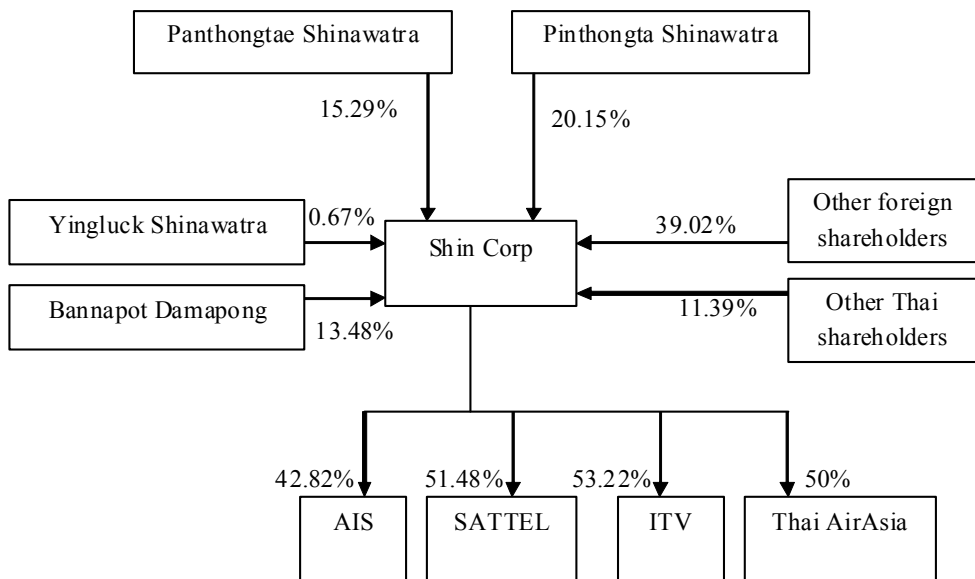 Panthongtae Shinawatra
Pinthongta Shinawatra
15.29%
20.15%
Yingluck Shinawatra
0.67%
Shin Corp
39.02%
Other foreign
shareholders
Bannapot Damapong
13.48%
11.39%
Other Thai
shareholders
42.82%
51.48%
53.22%
50%
AIS
SATTEL
ITV
Thai AirAsia